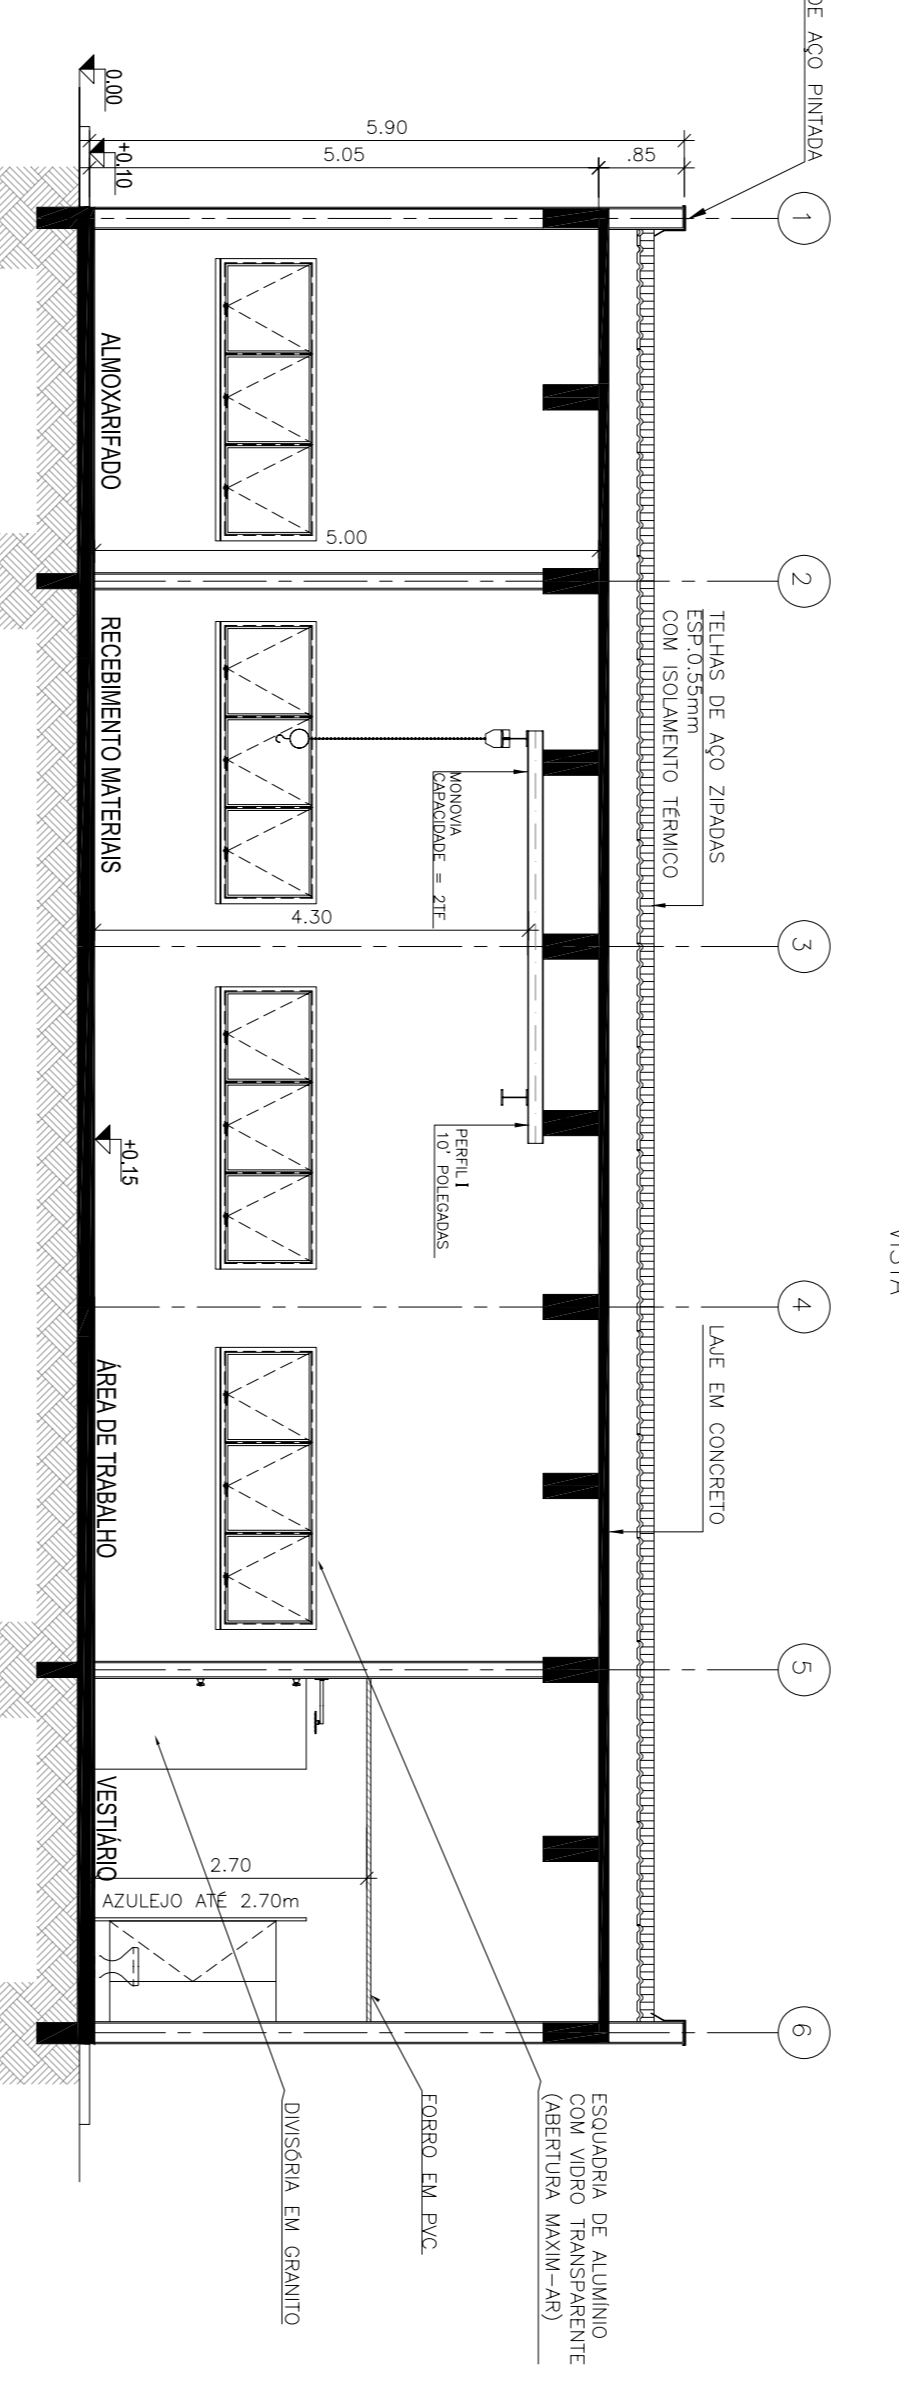 DE AÇO PINTADA
VISTA
1
2
3
4
5
6
TELHAS DE AÇO ZIPADAS
ESP.0.55mm
COM ISOLAMENTO TÉRMICO
LAJE EM CONCRETO
.85
5.90
5.05
+0.10
0.00
5.00
MONOVIA
CAPACIDADE = 2TF
4.30
PERFIL I
10' POLEGADAS
+0.15
2.70
AZULEJO ATÉ 2.70m
ALMOXARIFADO
RECEBIMENTO MATERIAIS
ÁREA DE TRABALHO
VESTIÁRIO
ESQUADRIA DE ALUMÍNIO
COM VIDRO TRANSPARENTE
(ABERTURA MAXIM-AR)
FORRO EM PVC
DIVISÓRIA EM GRANITO